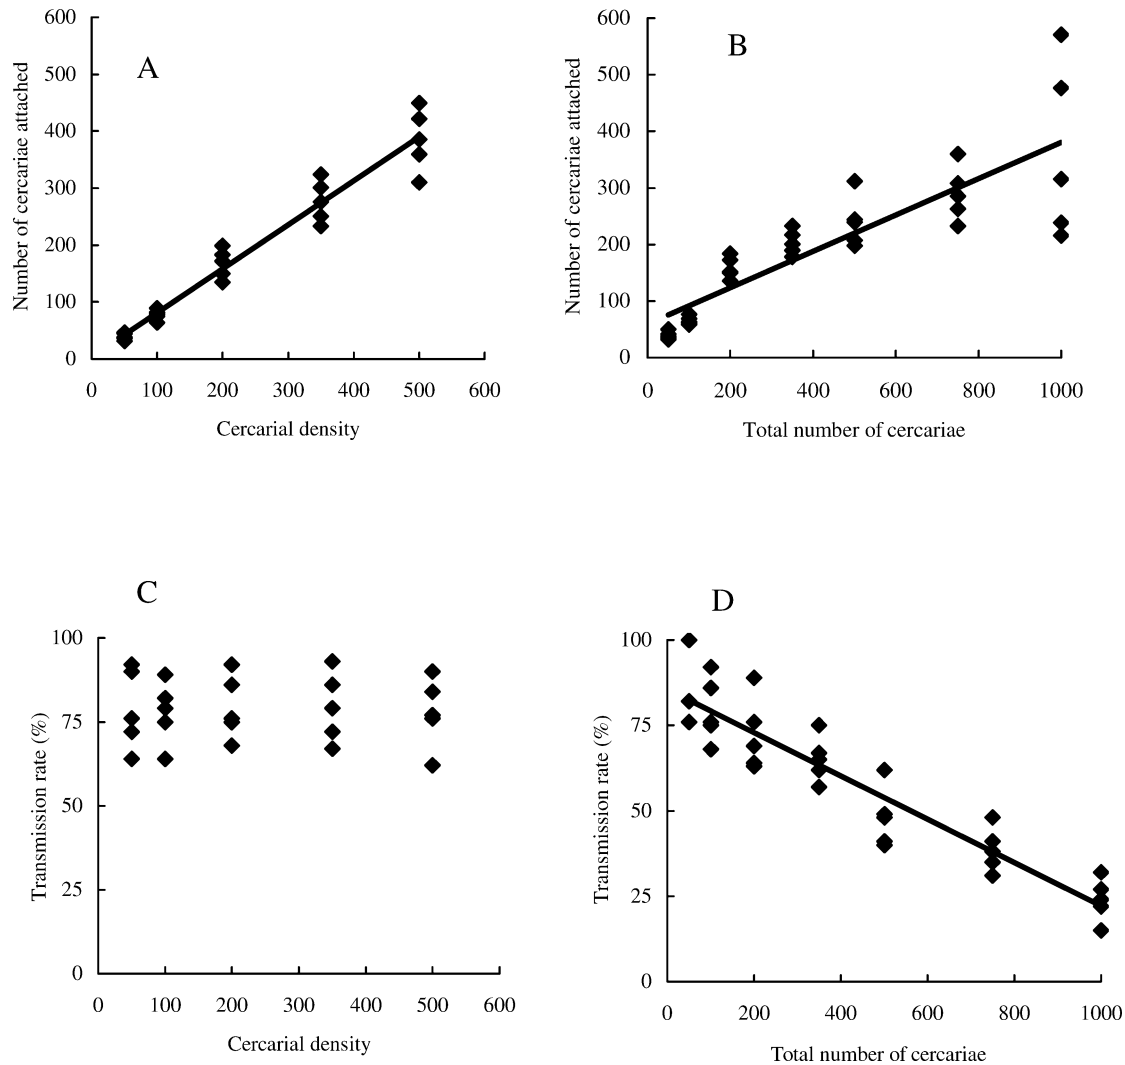 A
Number of cercariae attached
600
500
400
300
200
100
0
0 100 200 300 400 500 600
Cercarial density
B
Number of cercariae attached
600
500
400
300
200
100
0
0 200 400 600 800 1000
Total number of cercariae
C
Transmission rate (%)
100
75
50
25
0
0 100 200 300 400 500 600
Cercarial density
D
Transmission rate (%)
100
75
50
25
0
0 200 400 600 800 1000
Total number of cercariae